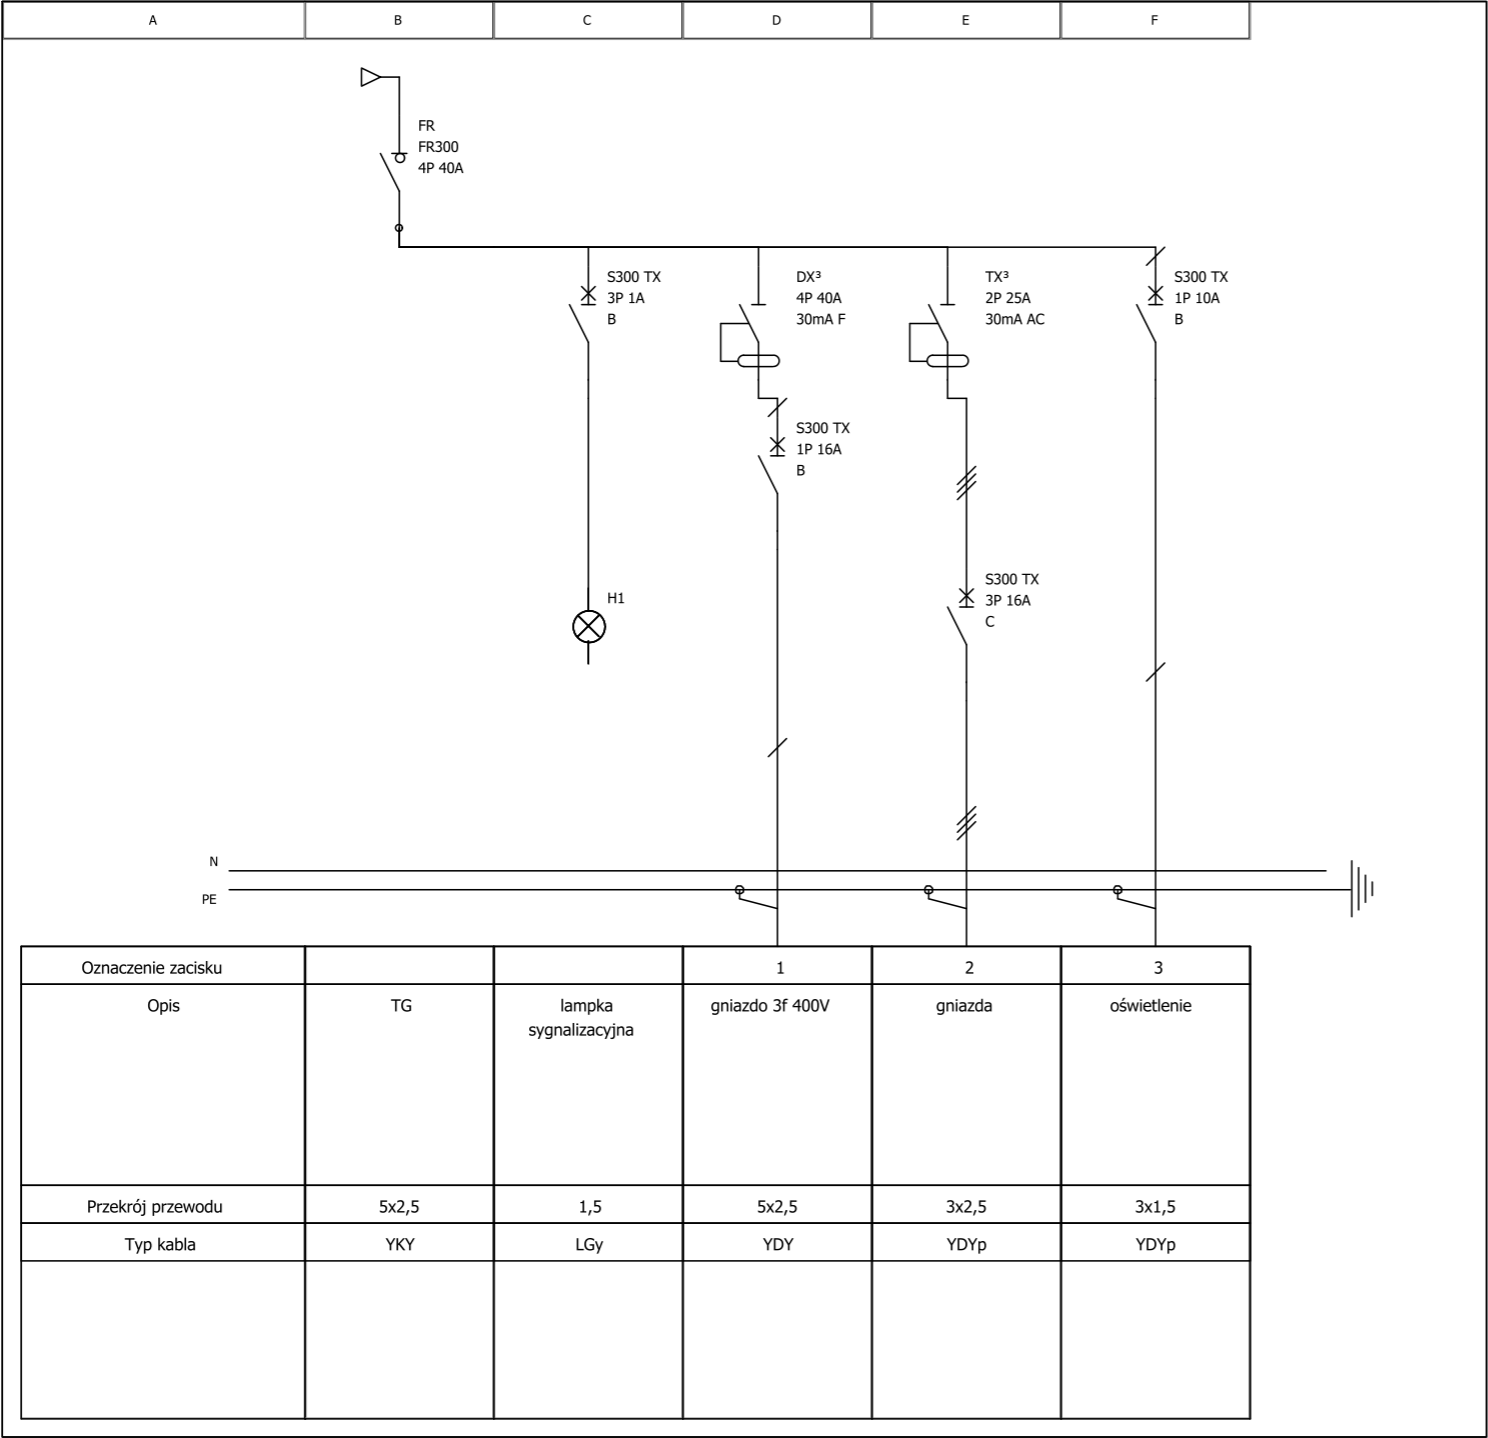 A B C D E F
FR
FR300
4P 40A
S300 TX
3P 1A
B
DX³
4P 40A
30mA F
TX³
2P 25A
30mA AC
S300 TX
1P 10A
B
S300 TX
1P 16A
B
S300 TX
3P 16A
C
H1
N
PE
Oznaczenie zacisku 1 2 3
Opis TG lampka gniazdo 3f 400V gniazda oświetlenie
sygnalizacyjna
Przekrój przewodu 5x2,5 1,5 5x2,5 3x2,5 3x1,5
Typ kabla YKY LGy YDY YDYp YDYp